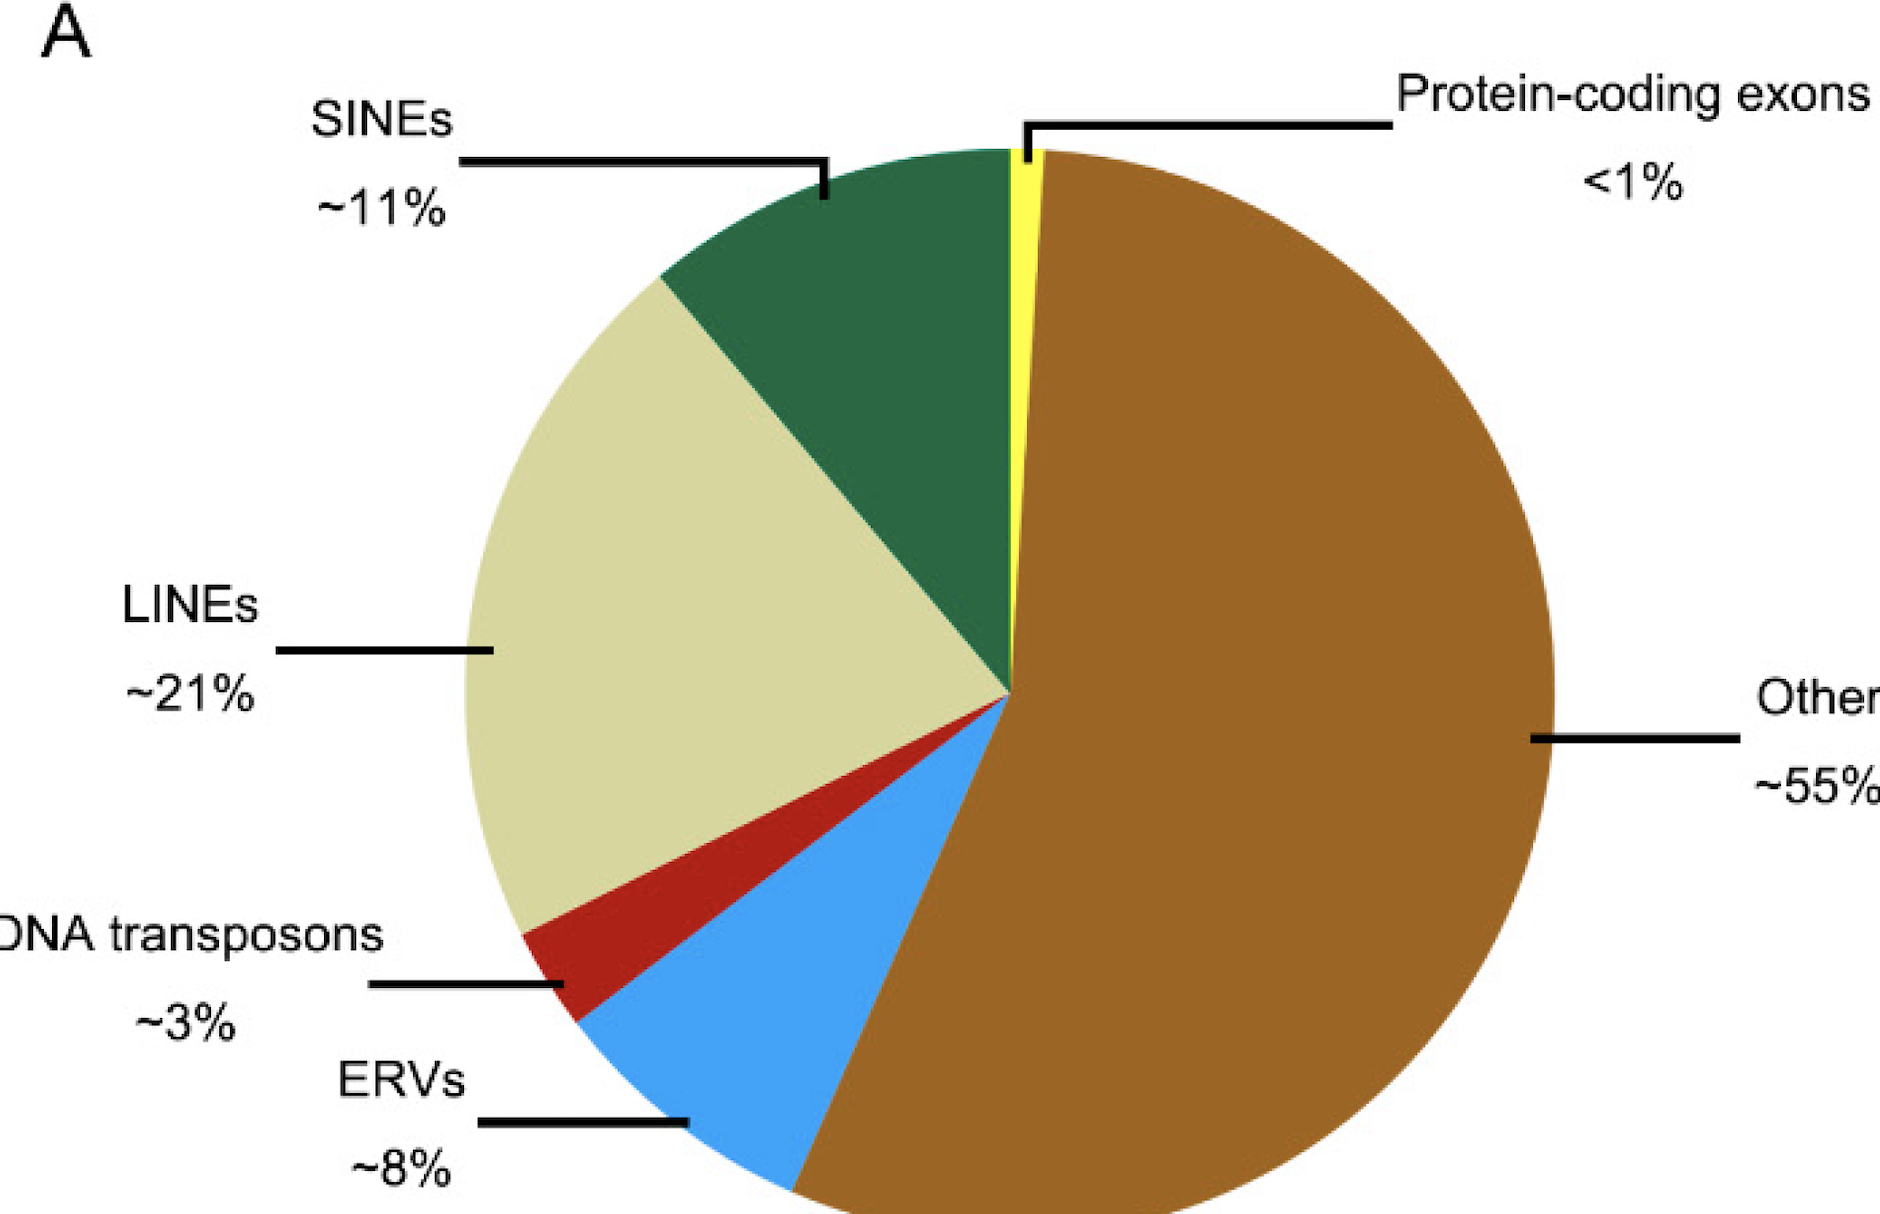 A
SINEs
~11%
Protein-coding exons
<1%
LINEs
~21%
Other
~55%
DNA transposons
~3%
ERVs
~8%